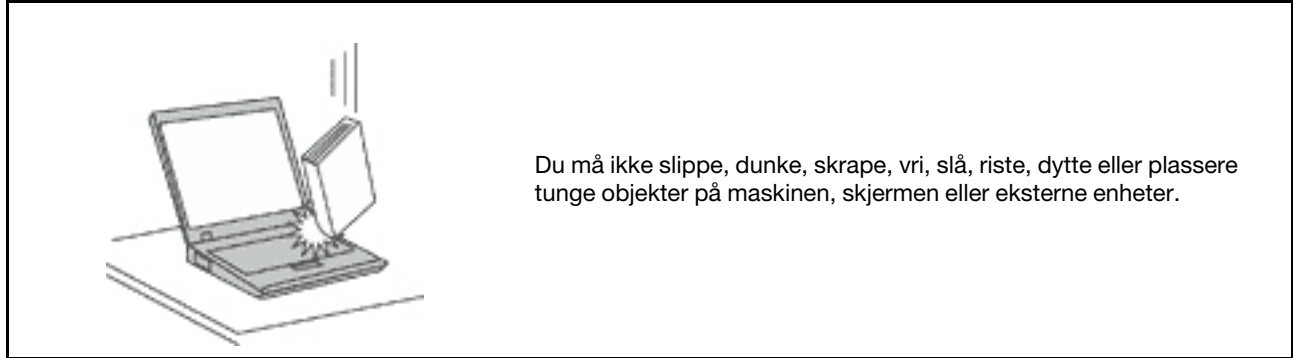 Du må ikke slippe, dunke, skrape, vri, slå, riste, dytte eller plassere
tunge objekter på maskinen, skjermen eller eksterne enheter.